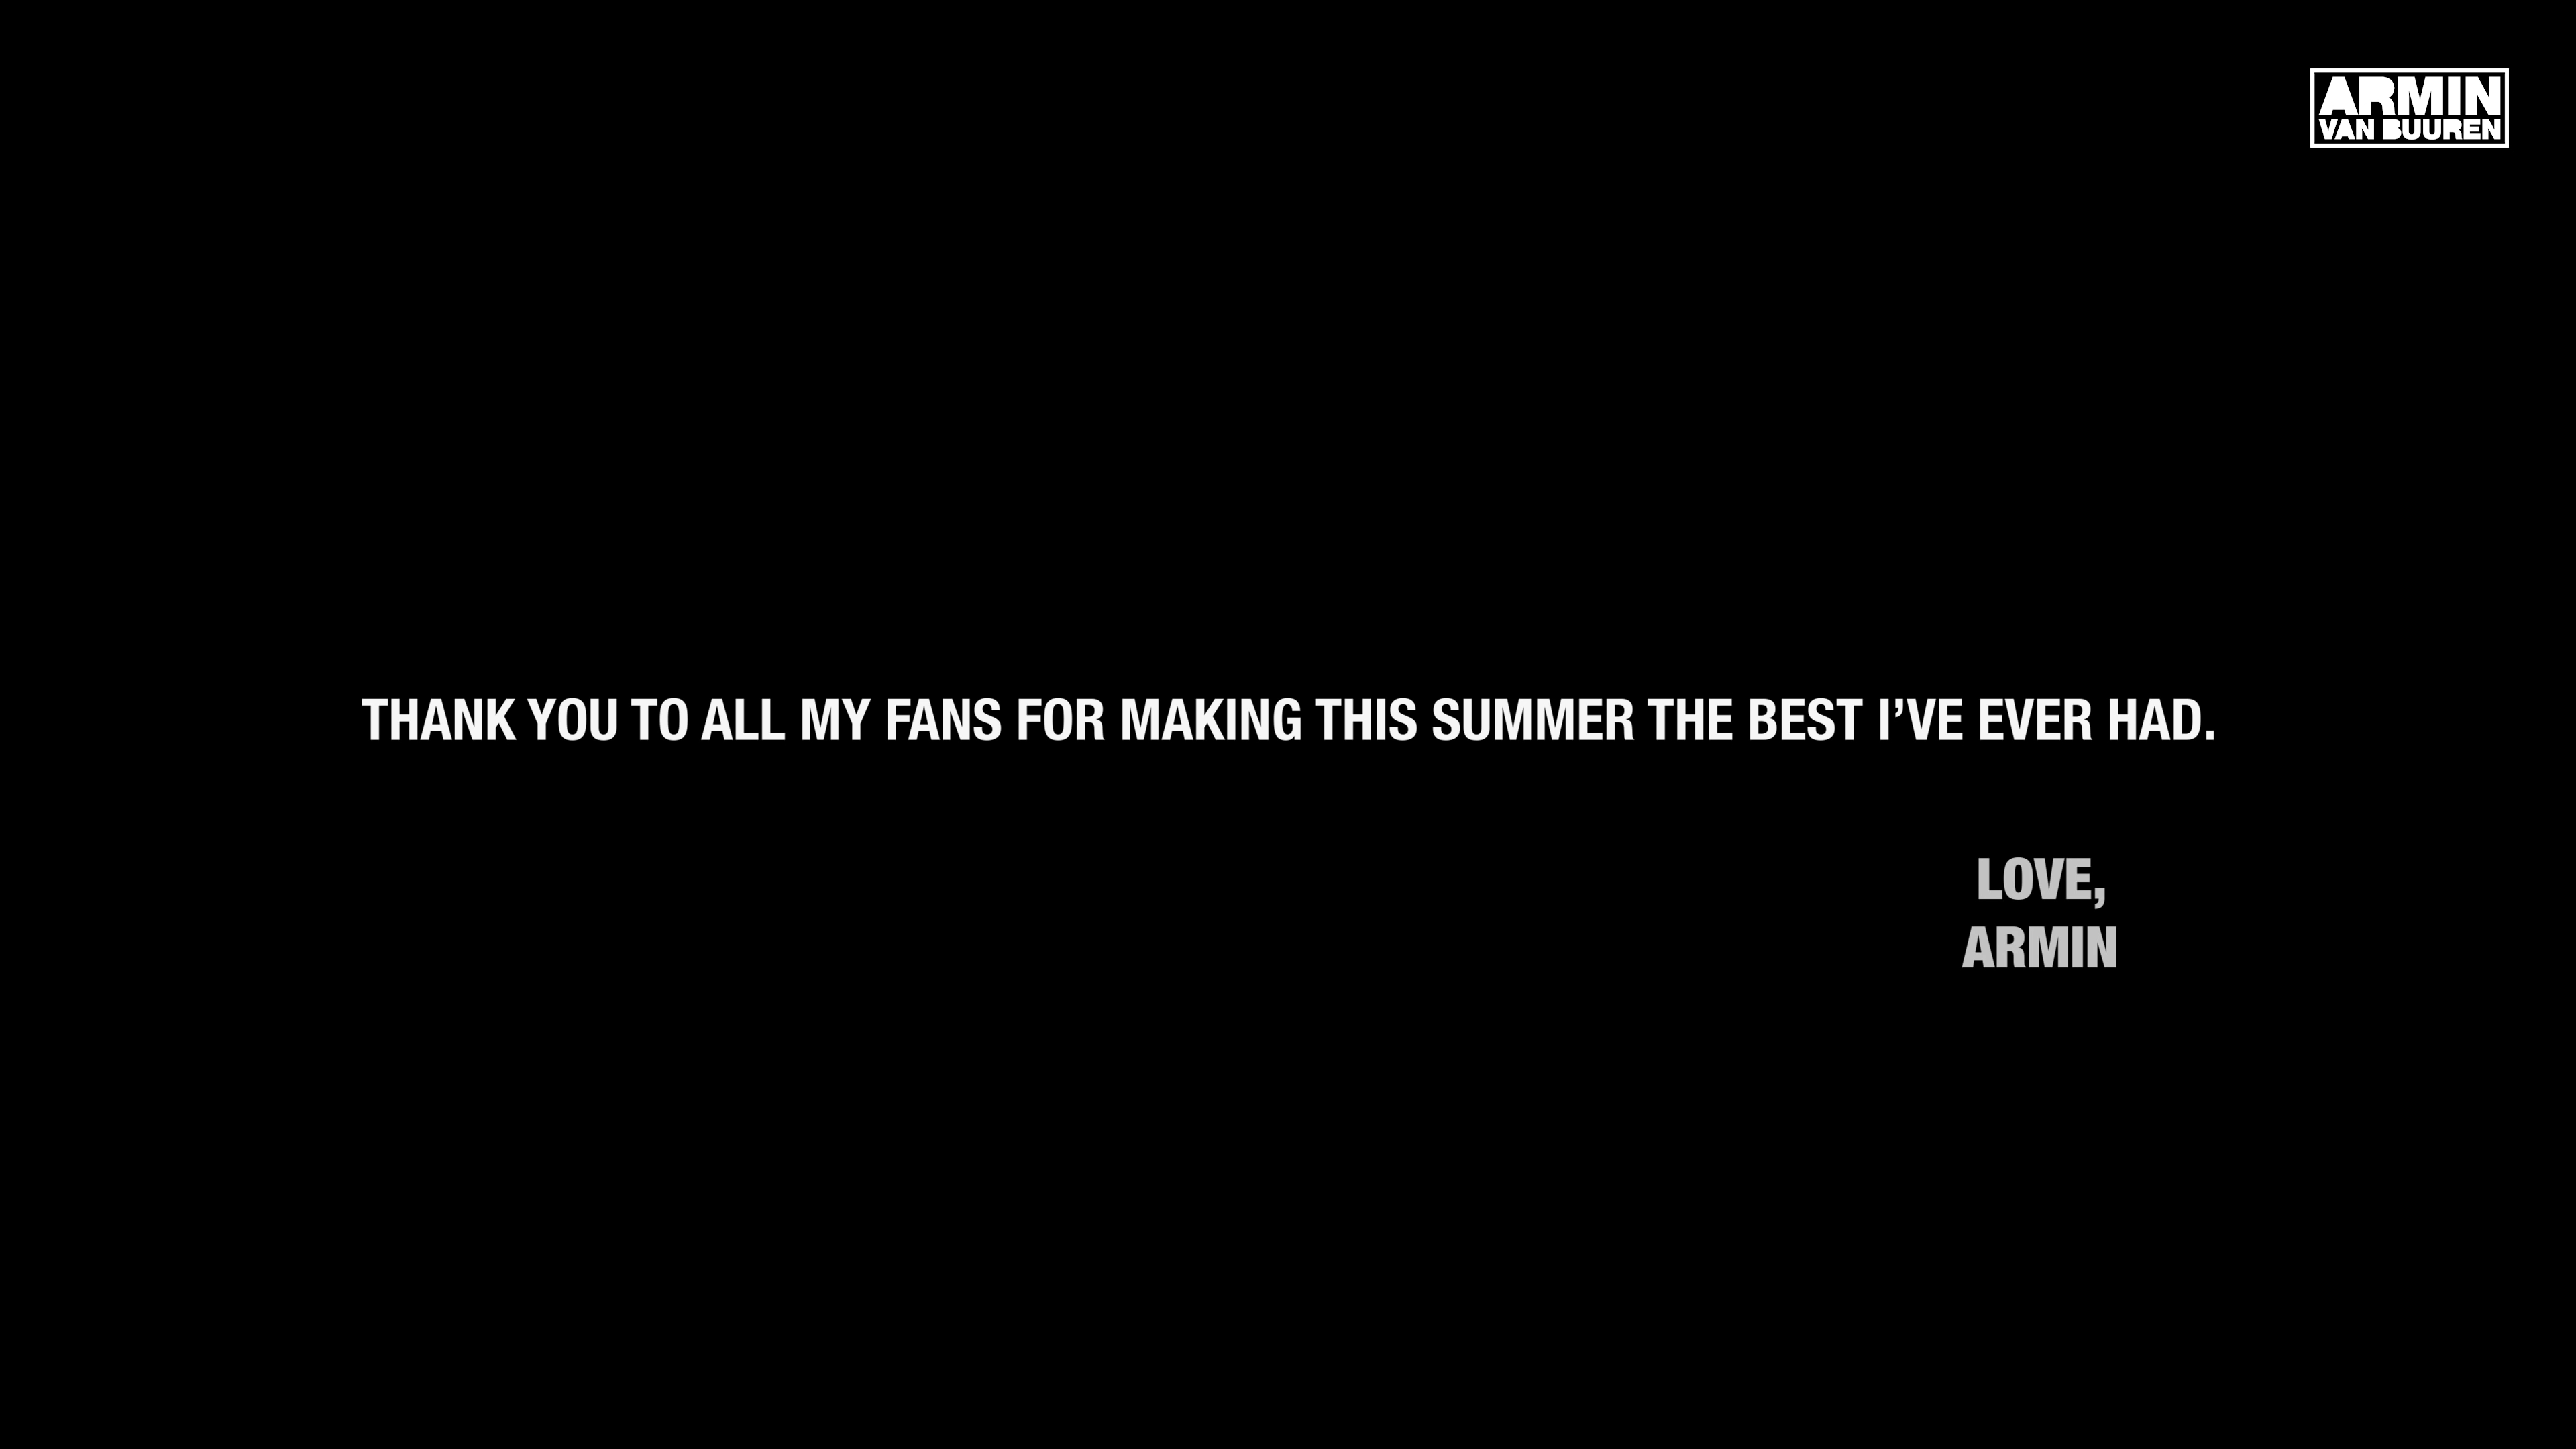 ARMIN
VAN BUUREN
THANK YOU TO ALL MY FANS FOR MAKING THIS SUMMER THE BEST I’VE EVER HAD.
LOVE,
ARMIN